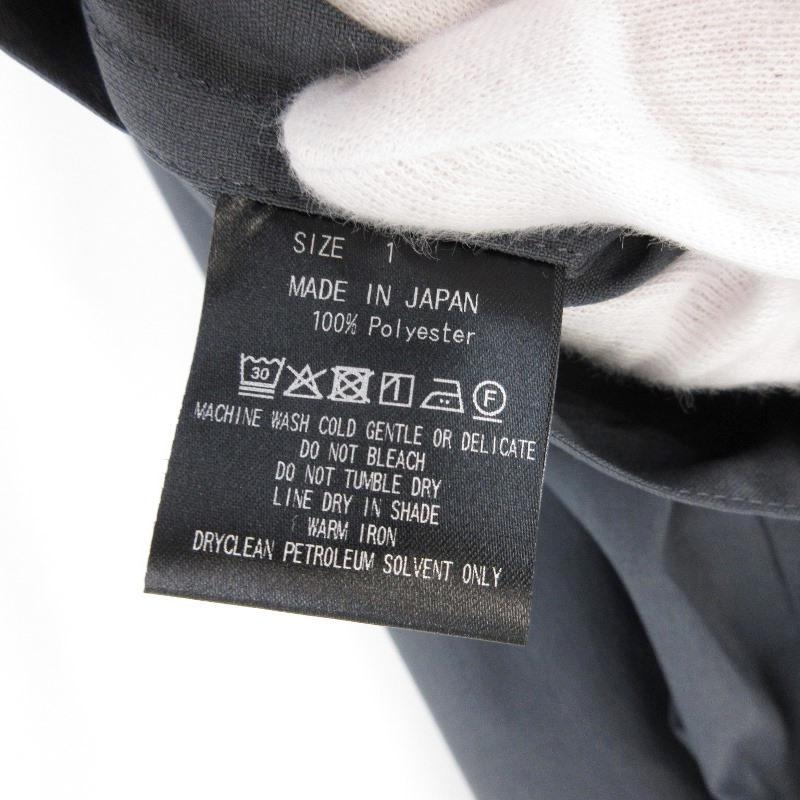 SIZE 1
MADE IN JAPAN
100% Polyester
30 F
MACHINE WASH COLD GENTLE OR DELICATE
DO NOT BLEACH
DO NOT TUMBLE DRY
LINE DRY IN SHADE
WARM IRON
DRYCLEAN PETROLEUM SOLVENT ONLY